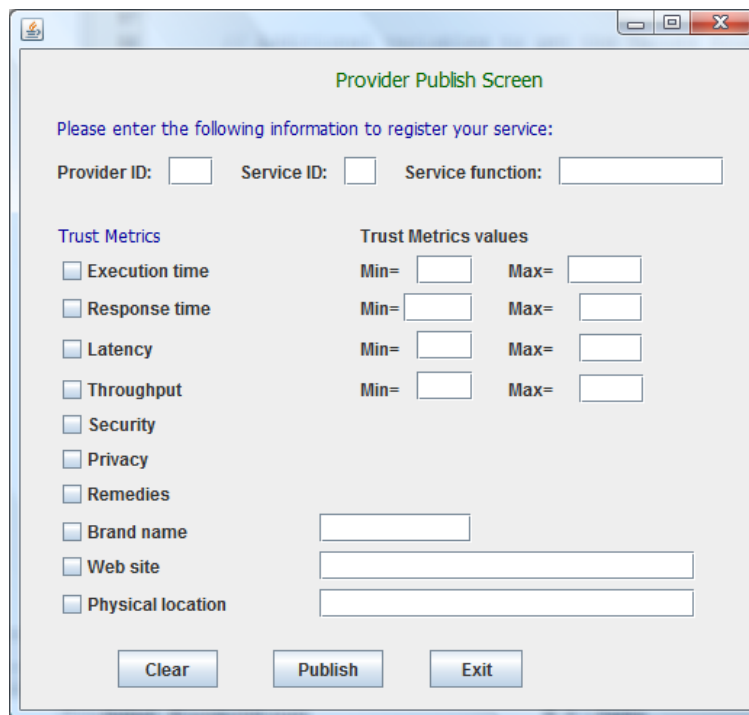 Provider Publish Screen
Please enter the following information to register your service:
Provider ID: Service ID: Service function:
Trust Metrics Trust Metrics values
Execution time Min= Max=
Response time Min= Max=
Latency Min= Max=
Throughput Min= Max=
Security
Privacy
Remedies
Brand name
Web site
Physical location
Clear Publish Exit